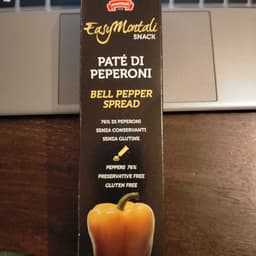 EasyMontali
SNACK
PATÉ DI
PEPERONI
BELL PEPPER
SPREAD
76% DI PEPERONI
SENZA CONSERVANTI
SENZA GLUTINE
PEPPERS 76%
PRESERVATIVE FREE
GLUTEN FREE